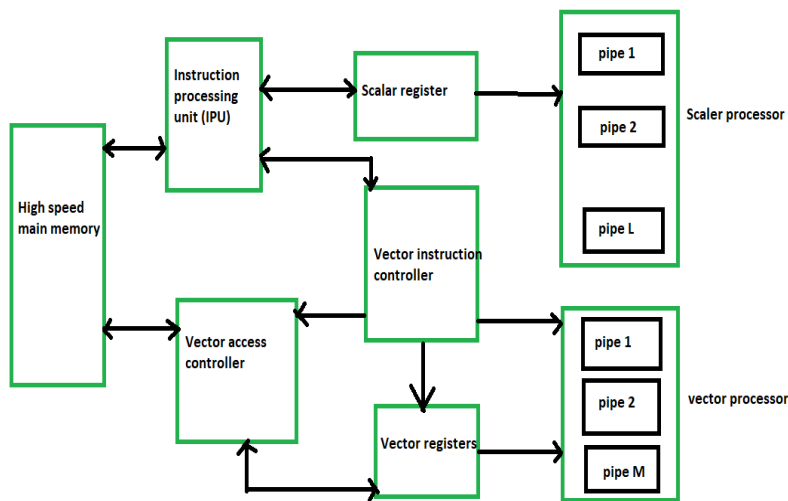 Instruction
processing
unit (IPU)
Scalar register
pipe 1
pipe 2
pipe L
Scaler processor
High speed
main memory
Vector instruction
controller
Vector access
controller
Vector registers
pipe 1
pipe 2
pipe M
vector processor